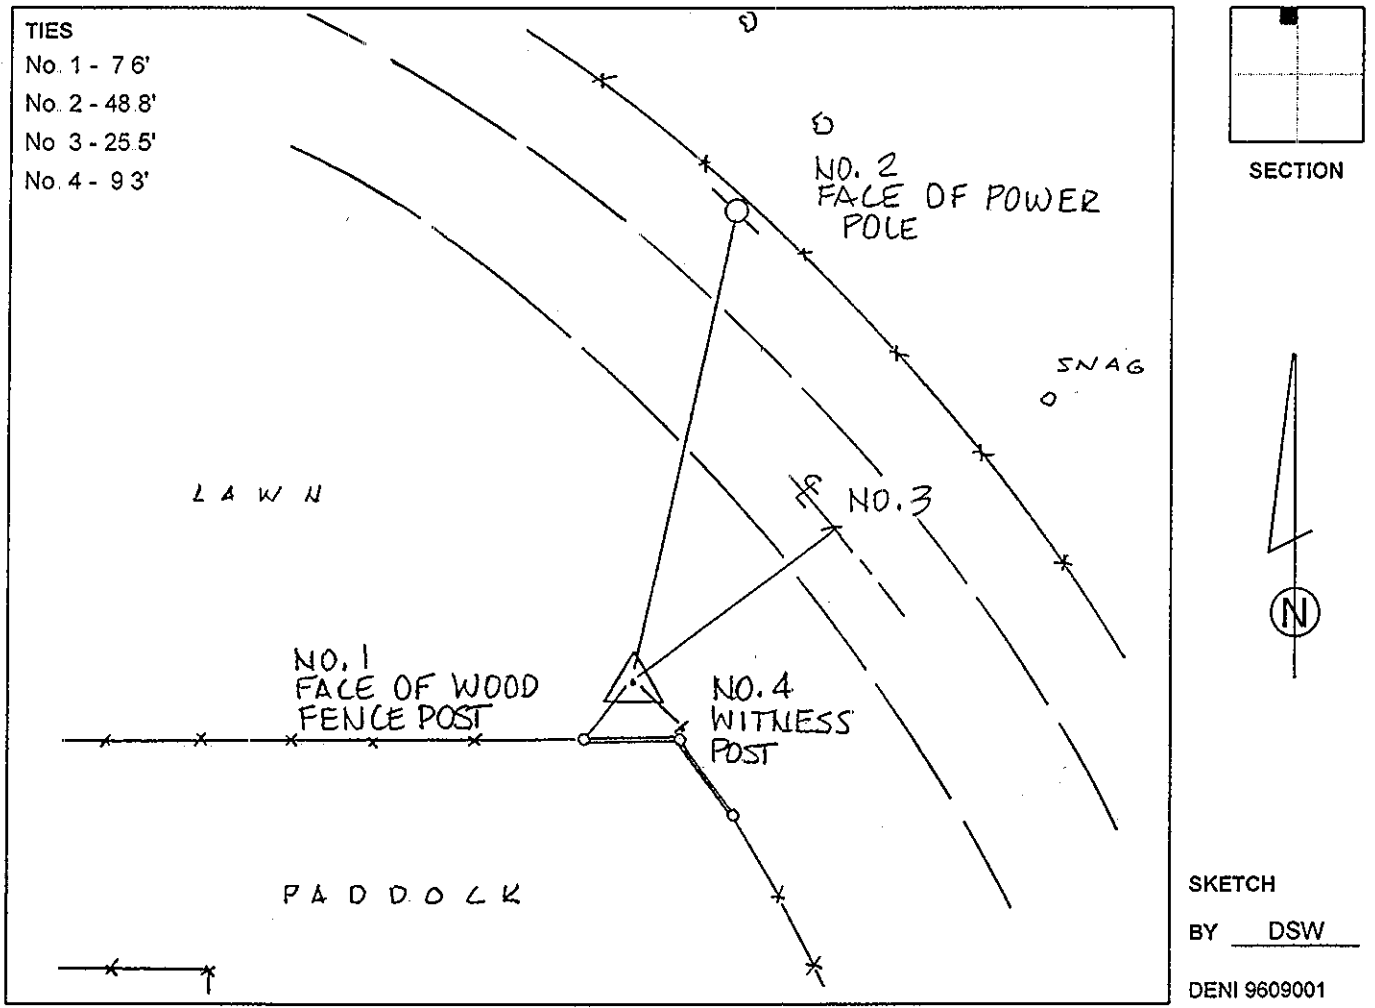 TIES
No. 1 - 7 6'
No. 2 - 48.8'
No 3 - 25.5'
No. 4 - 9 3'
SECTION
NO. 2
FACE OF POWER
POLE
SNAG
LAWN
NO. 3
NO. 1
FACE OF WOOD
FENCE POST
NO. 4
WITNESS
POST
N
PADDOCK
SKETCH
BY DSW
DENI 9609001